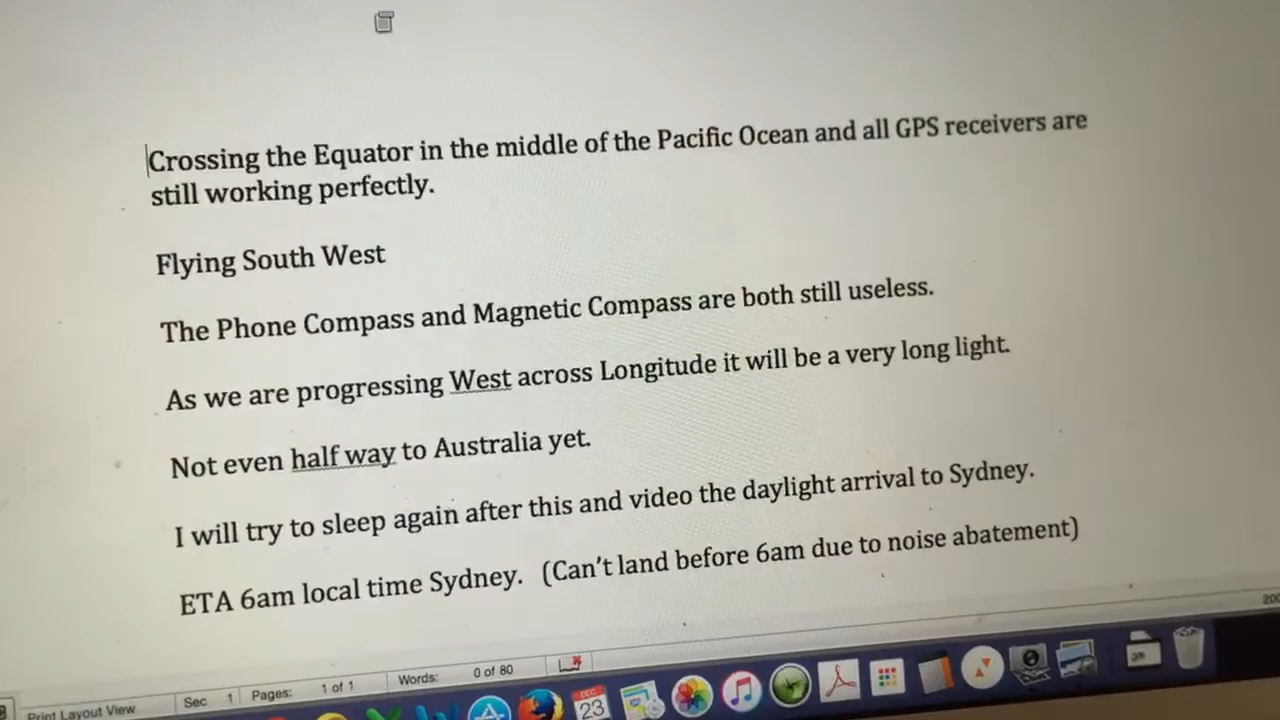 Crossing the Equator in the middle of the Pacific Ocean and all GPS receivers are
still working perfectly.
Flying South West
The Phone Compass and Magnetic Compass are both still useless.
As we are progressing West across Longitude it will be a very long light.
Not even half way to Australia yet.
I will try to sleep again after this and video the daylight arrival to Sydney.
ETA 6am local time Sydney. (Can't land before 6am due to noise abatement)
Print Layout View Sec 1 Pages: 1 of 1 Words: 0 of 80
DEC
23